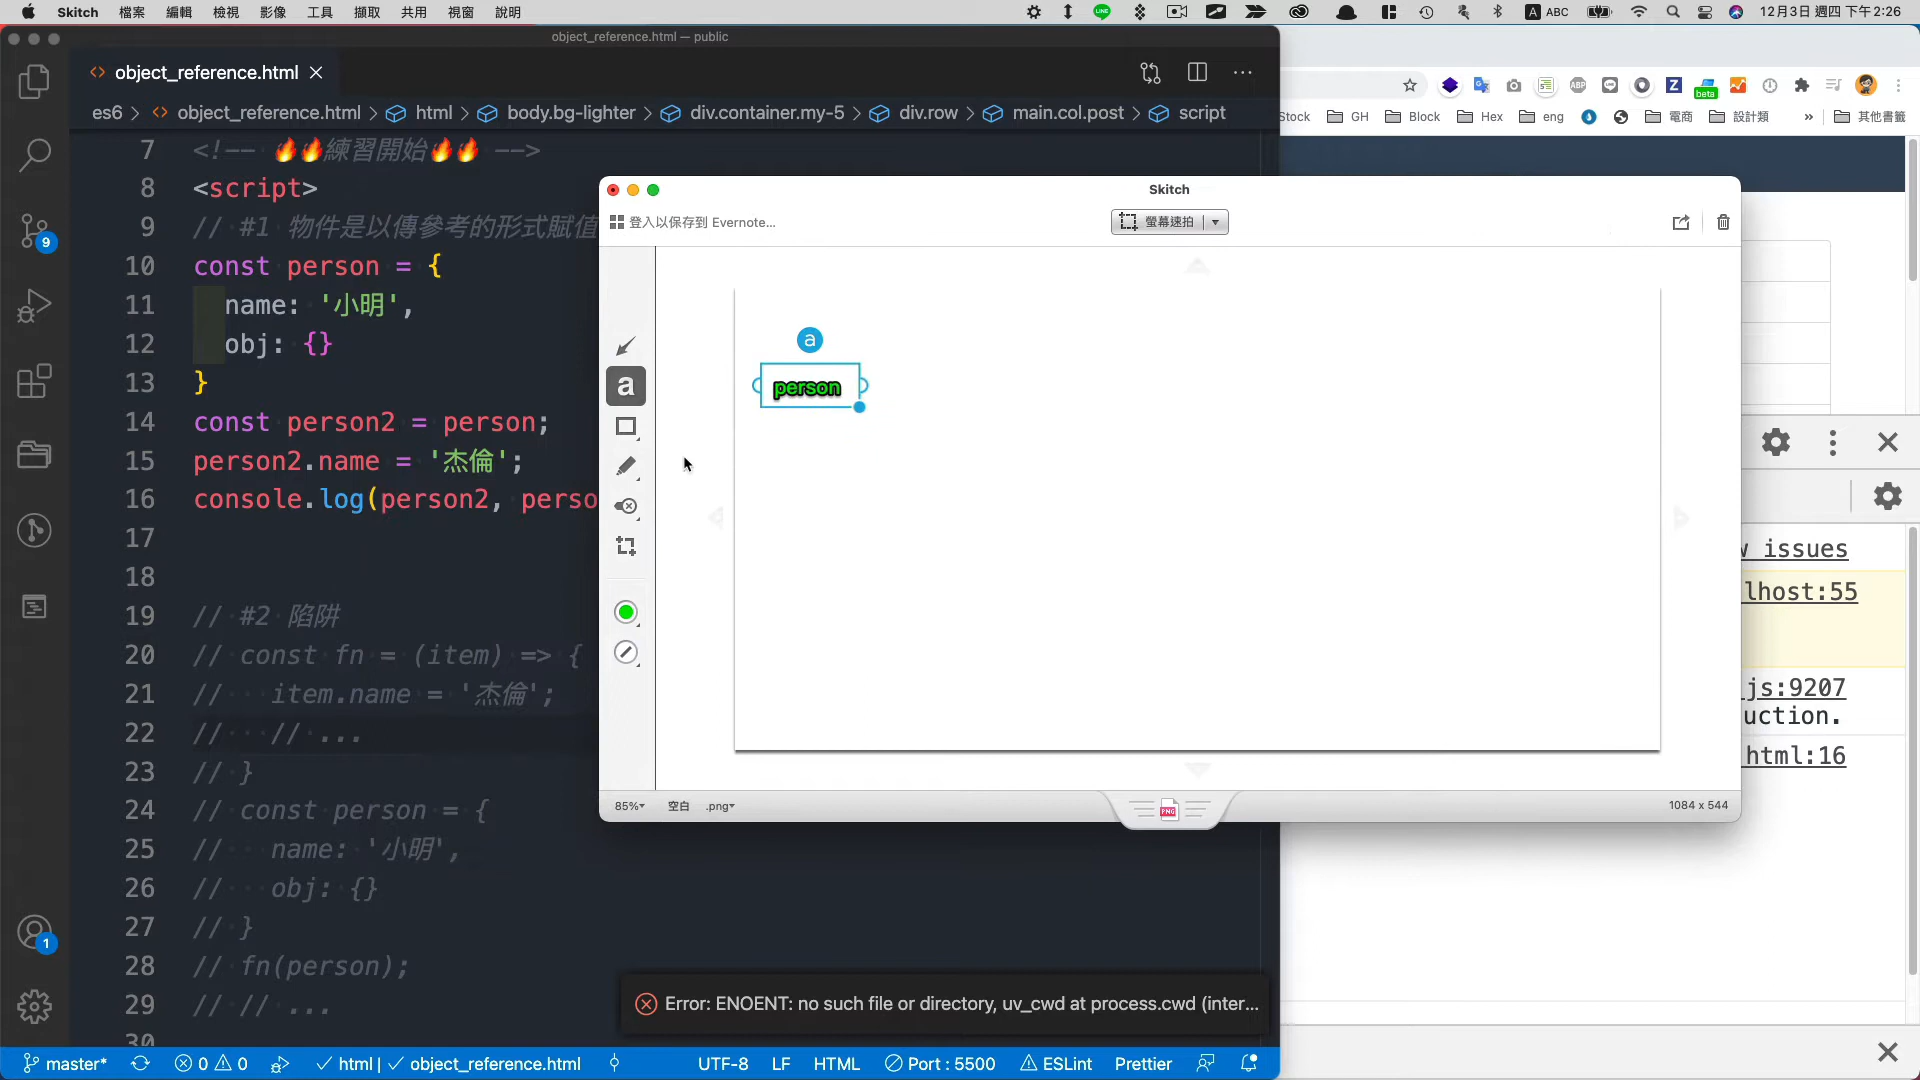 Skitch 檔案 編輯 檢視 影像 工具 擷取 共用 視窗 說明
A ABC 12月3日 週四 下午2:26
object_reference.html — public
object_reference.html
es6 > object_reference.html > html > body.bg-lighter > div.container.my-5 > div.row > main.col.post > script
beta
Stock GH Block Hex eng 電商 設計類 » 其他書籤
7 <!-- 🔥🔥練習開始🔥🔥 -->
8 <script>
9 // #1 物件是以傳參考的形式賦值
10 const person = {
11 name: '小明',
12 obj: {}
13 }
14 const person2 = person;
15 person2.name = '杰倫';
16 console.log(person2, perso
17
18
19 // #2 陷阱
20 // const fn = (item) => {
21 // item.name = '杰倫';
22 // // ...
23 // }
24 // const person = {
25 // name: '小明',
26 // obj: {}
27 // }
28 // fn(person);
29 // // ...
30
9
1
Skitch
登入以保存到 Evernote...
螢幕速拍
a
a
person
85% 空白 .png
PNG
1084 x 544
issues
lhost:55
js:9207
uction.
html:16
Error: ENOENT: no such file or directory, uv_cwd at process.cwd (inter...
master* 0 0 html | object_reference.html UTF-8 LF HTML Port : 5500 ESLint Prettier